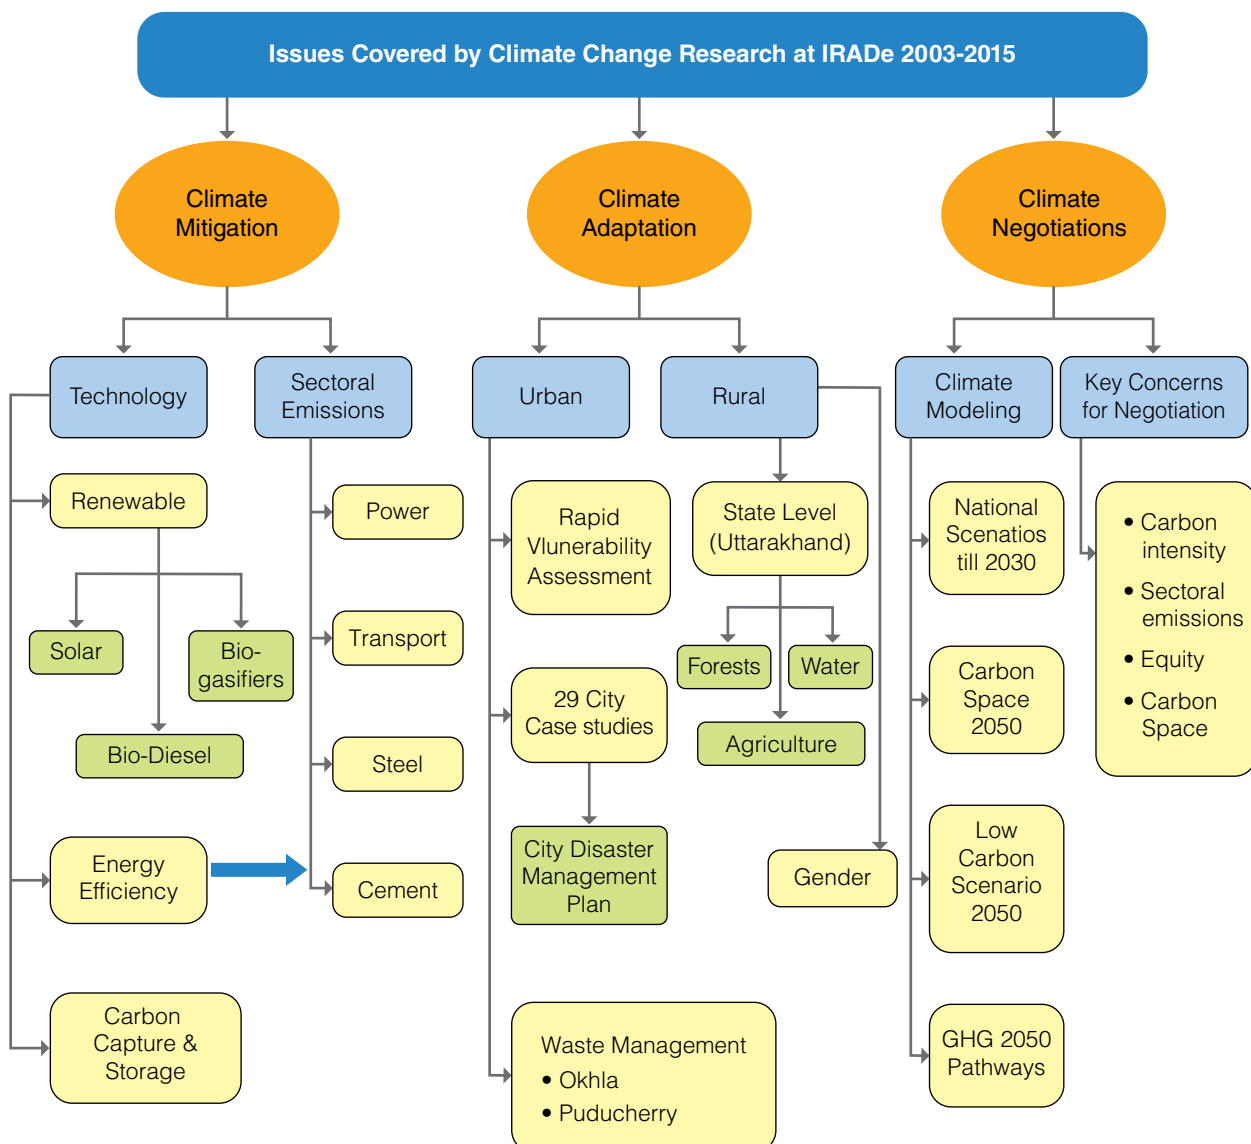 Issues Covered by Climate Change Research at IRADe 2003-2015
Climate
Mitigation
Climate
Adaptation
Climate
Negotiations
Technology
Sectoral
Emissions
Urban
Rural
Climate
Modeling
Key Concerns
for Negotiation
Renewable
Solar
Bio-
gasifiers
Bio-Diesel
Energy
Efficiency
Carbon
Capture &
Storage
Power
Transport
Steel
Cement
Rapid
Vlunerability
Assessment
29 City
Case studies
City Disaster
Management
Plan
Waste Management
• Okhla
• Puducherry
State Level
(Uttarakhand)
Forests
Water
Agriculture
Gender
National
Scenatios
till 2030
Carbon
Space
2050
Low
Carbon
Scenario
2050
GHG 2050
Pathways
• Carbon
intensity
• Sectoral
emissions
• Equity
• Carbon
Space